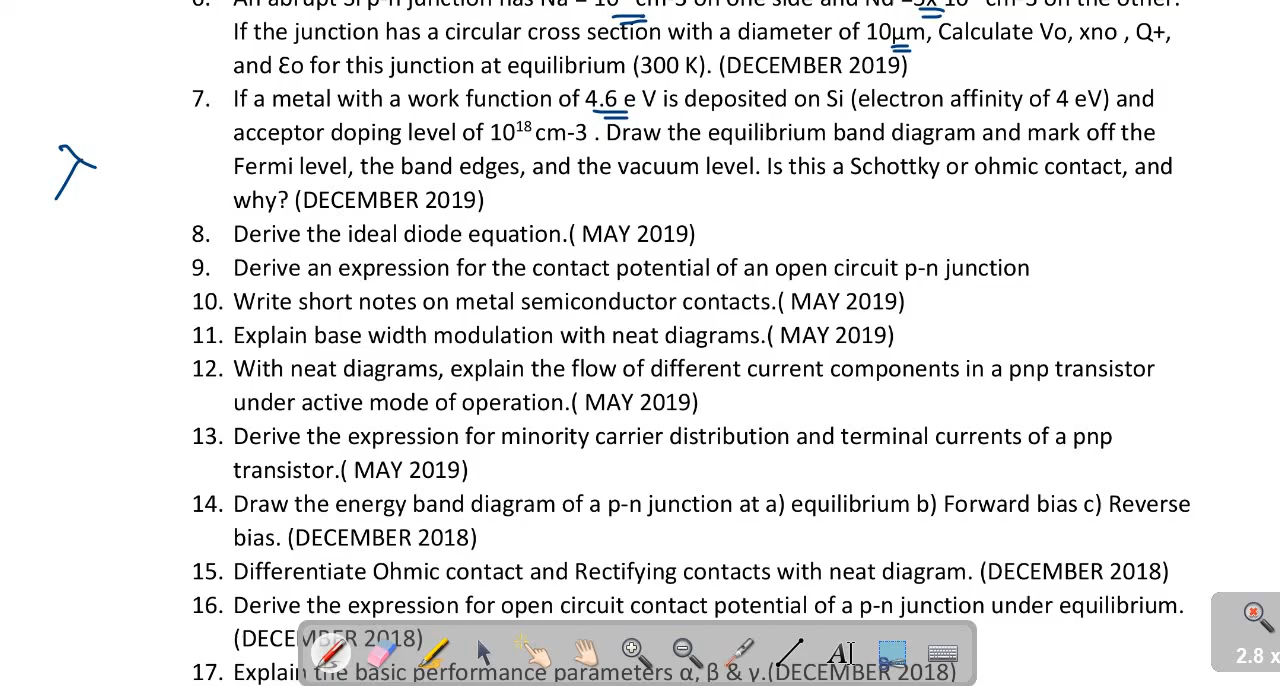 If the junction has a circular cross section with a diameter of 10μm, Calculate Vo, xno , Q+,
and Ɛo for this junction at equilibrium (300 K). (DECEMBER 2019)
7. If a metal with a work function of 4.6 e V is deposited on Si (electron affinity of 4 eV) and
acceptor doping level of 10¹⁸ cm-3 . Draw the equilibrium band diagram and mark off the
Fermi level, the band edges, and the vacuum level. Is this a Schottky or ohmic contact, and
why? (DECEMBER 2019)
8. Derive the ideal diode equation.( MAY 2019)
9. Derive an expression for the contact potential of an open circuit p-n junction
10. Write short notes on metal semiconductor contacts.( MAY 2019)
11. Explain base width modulation with neat diagrams.( MAY 2019)
12. With neat diagrams, explain the flow of different current components in a pnp transistor
under active mode of operation.( MAY 2019)
13. Derive the expression for minority carrier distribution and terminal currents of a pnp
transistor.( MAY 2019)
14. Draw the energy band diagram of a p-n junction at a) equilibrium b) Forward bias c) Reverse
bias. (DECEMBER 2018)
15. Differentiate Ohmic contact and Rectifying contacts with neat diagram. (DECEMBER 2018)
16. Derive the expression for open circuit contact potential of a p-n junction under equilibrium.
(DECEMBER 2018)
17. Explain the basic performance parameters α, β & γ.(DECEMBER 2018)
2.8 x